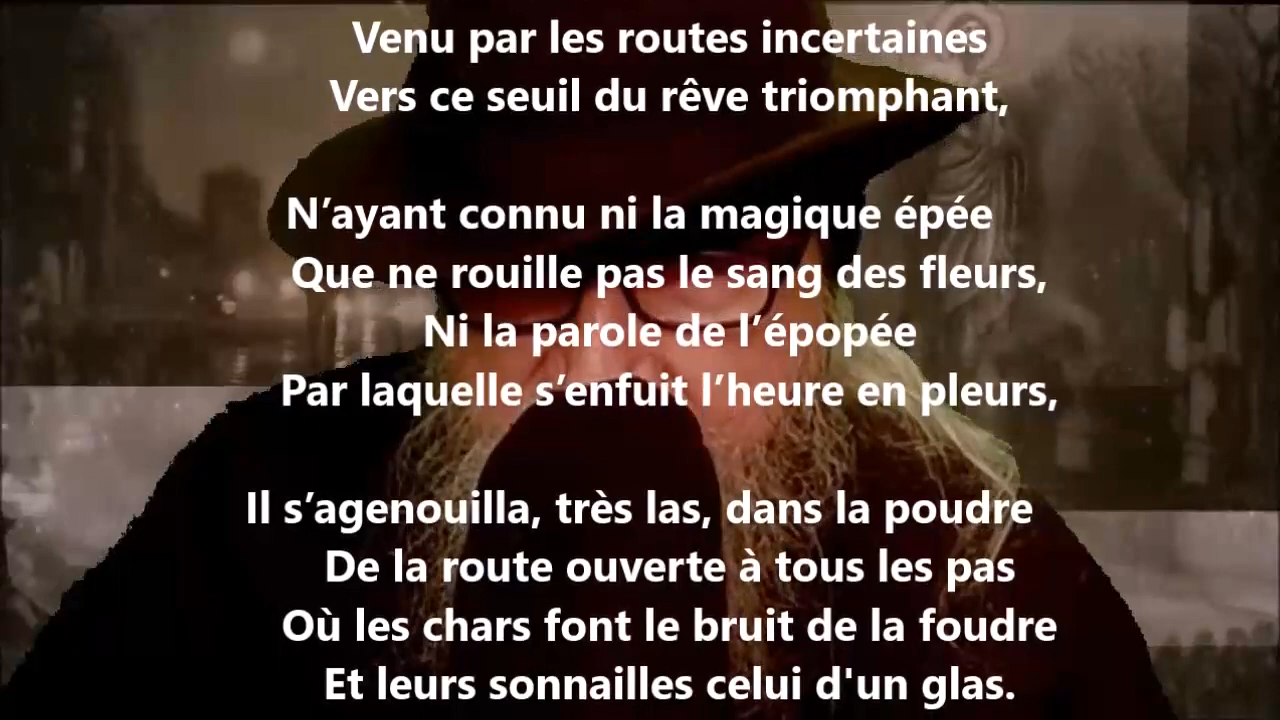 Venu par les routes incertaines
Vers ce seuil du rêve triomphant,
N’ayant connu ni la magique épée
Que ne rouille pas le sang des fleurs,
Ni la parole de l’épopée
Par laquelle s’enfuit l’heure en pleurs,
Il s’agenouilla, très las, dans la poudre
De la route ouverte à tous les pas
Où les chars font le bruit de la foudre
Et leurs sonnailles celui d'un glas.